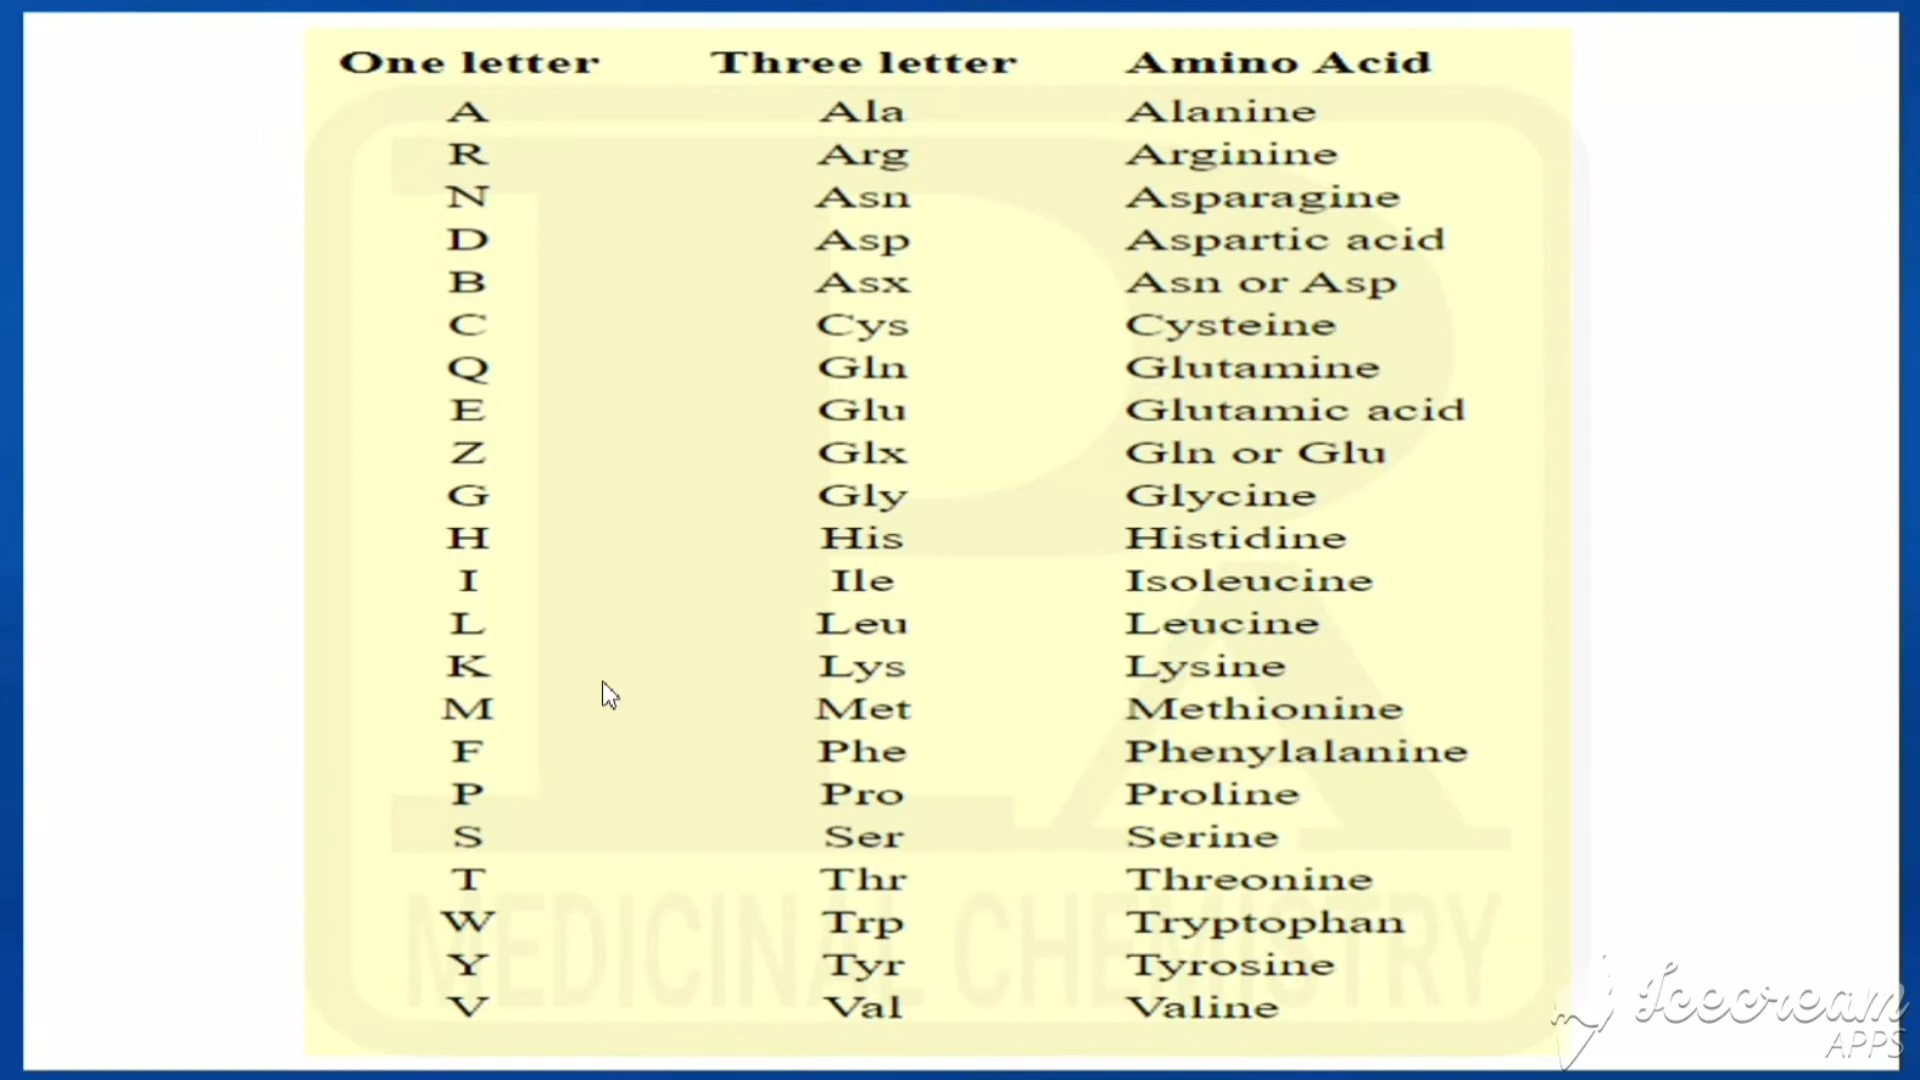 One letter Three letter Amino Acid
A Ala Alanine
R Arg Arginine
N Asn Asparagine
D Asp Aspartic acid
B Asx Asn or Asp
C Cys Cysteine
Q Gln Glutamine
E Glu Glutamic acid
Z Glx Gln or Glu
G Gly Glycine
H His Histidine
I Ile Isoleucine
L Leu Leucine
K Lys Lysine
M Met Methionine
F Phe Phenylalanine
P Pro Proline
S Ser Serine
T Thr Threonine
W Trp Tryptophan
Y Tyr Tyrosine
V Val Valine
MEDICINAL CHEMISTRY
Icecream
APPS